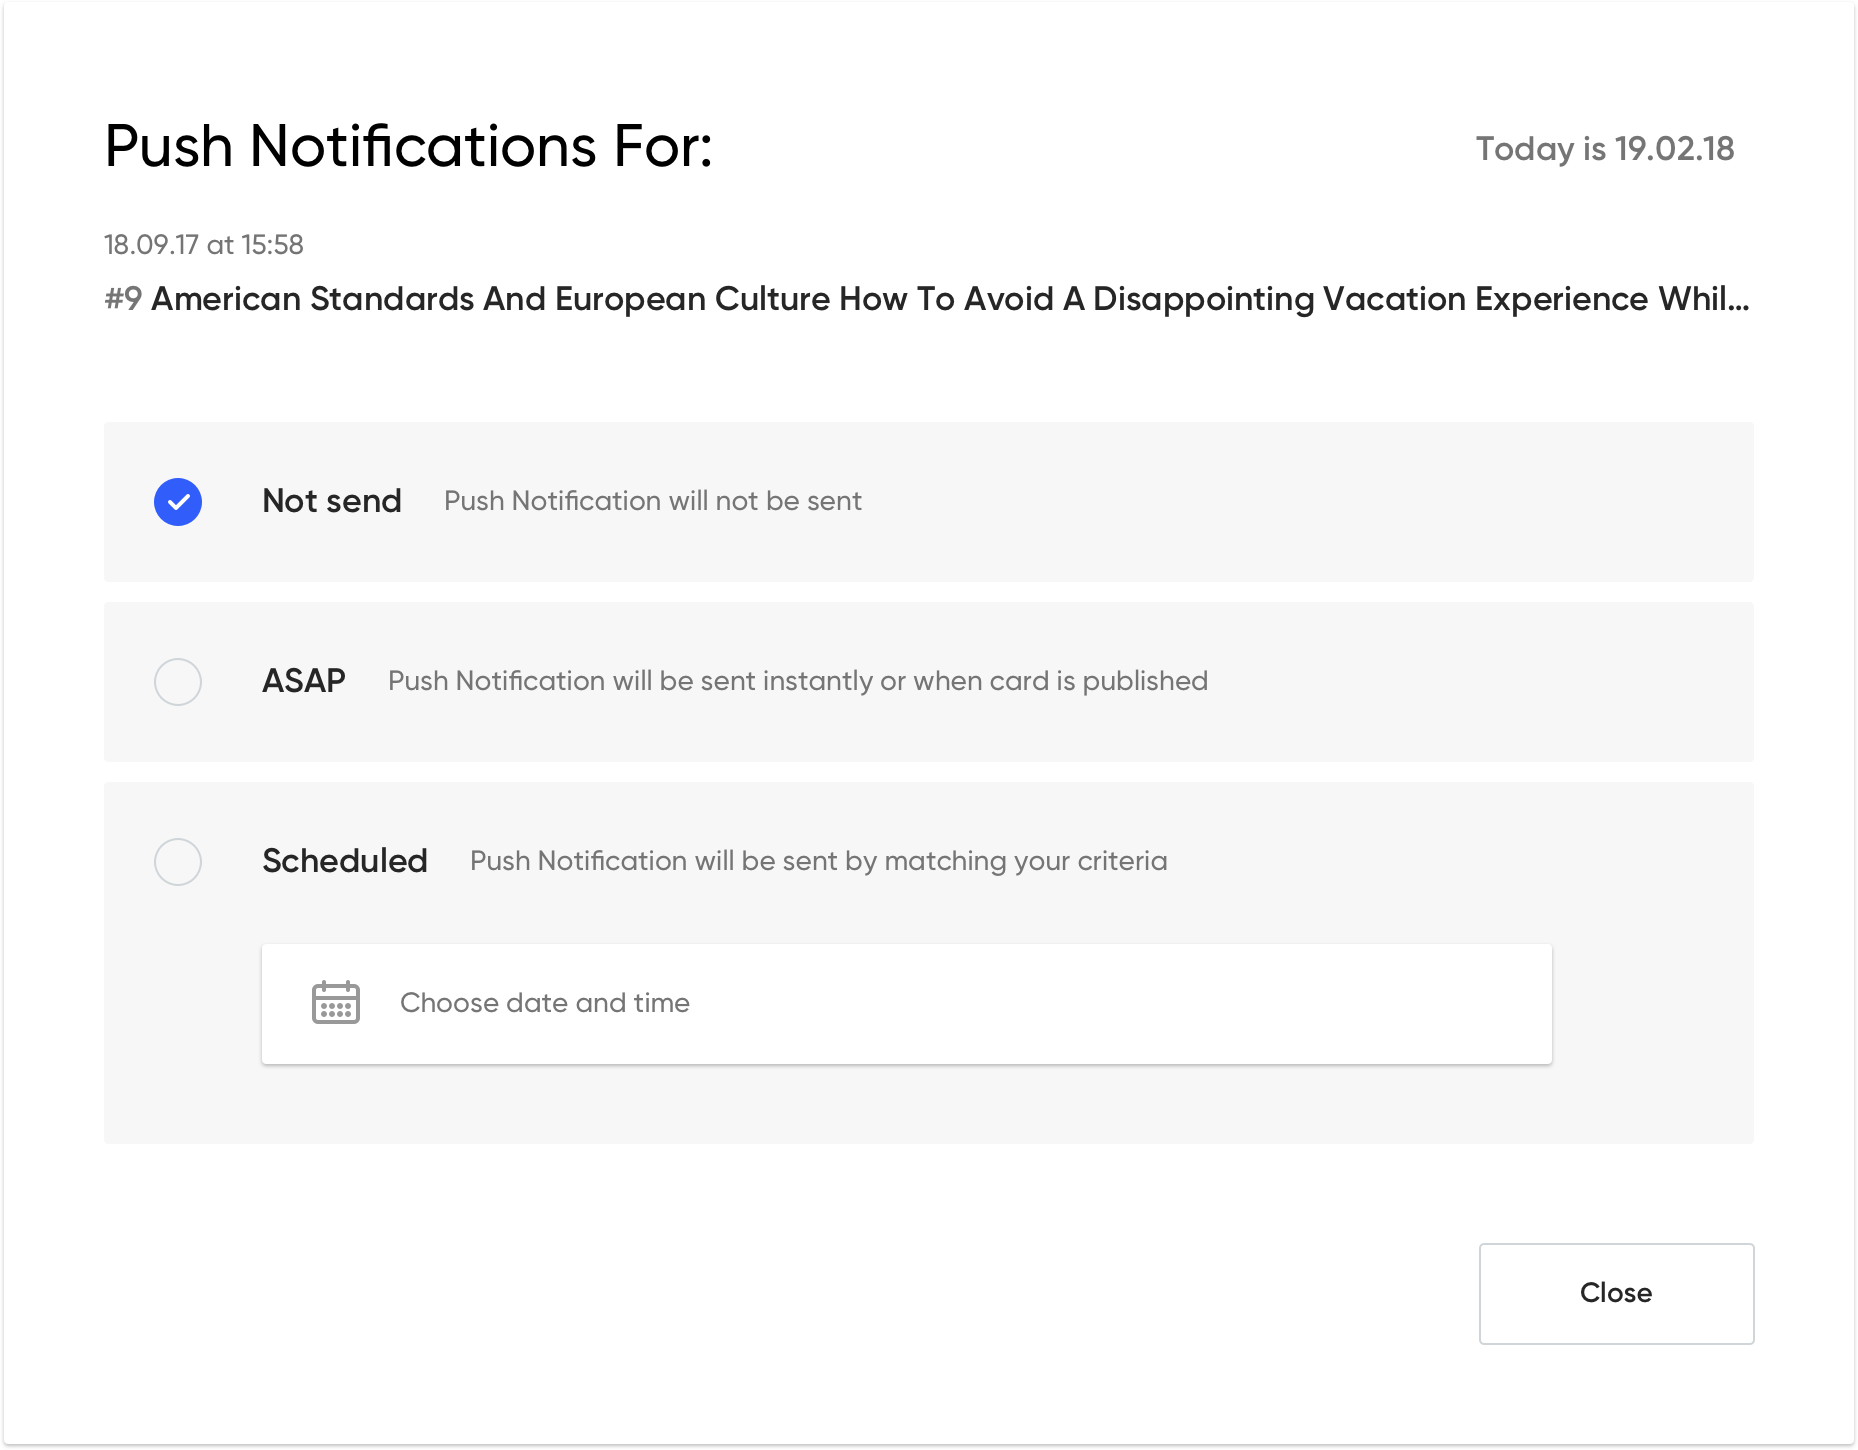 Push Notifications For:
Today is 19.02.18
18.09.17 at 15:58
#9 American Standards And European Culture How To Avoid A Disappointing Vacation Experience Whil...
Not send Push Notification will not be sent
ASAP Push Notification will be sent instantly or when card is published
Scheduled Push Notification will be sent by matching your criteria
Choose date and time
Close